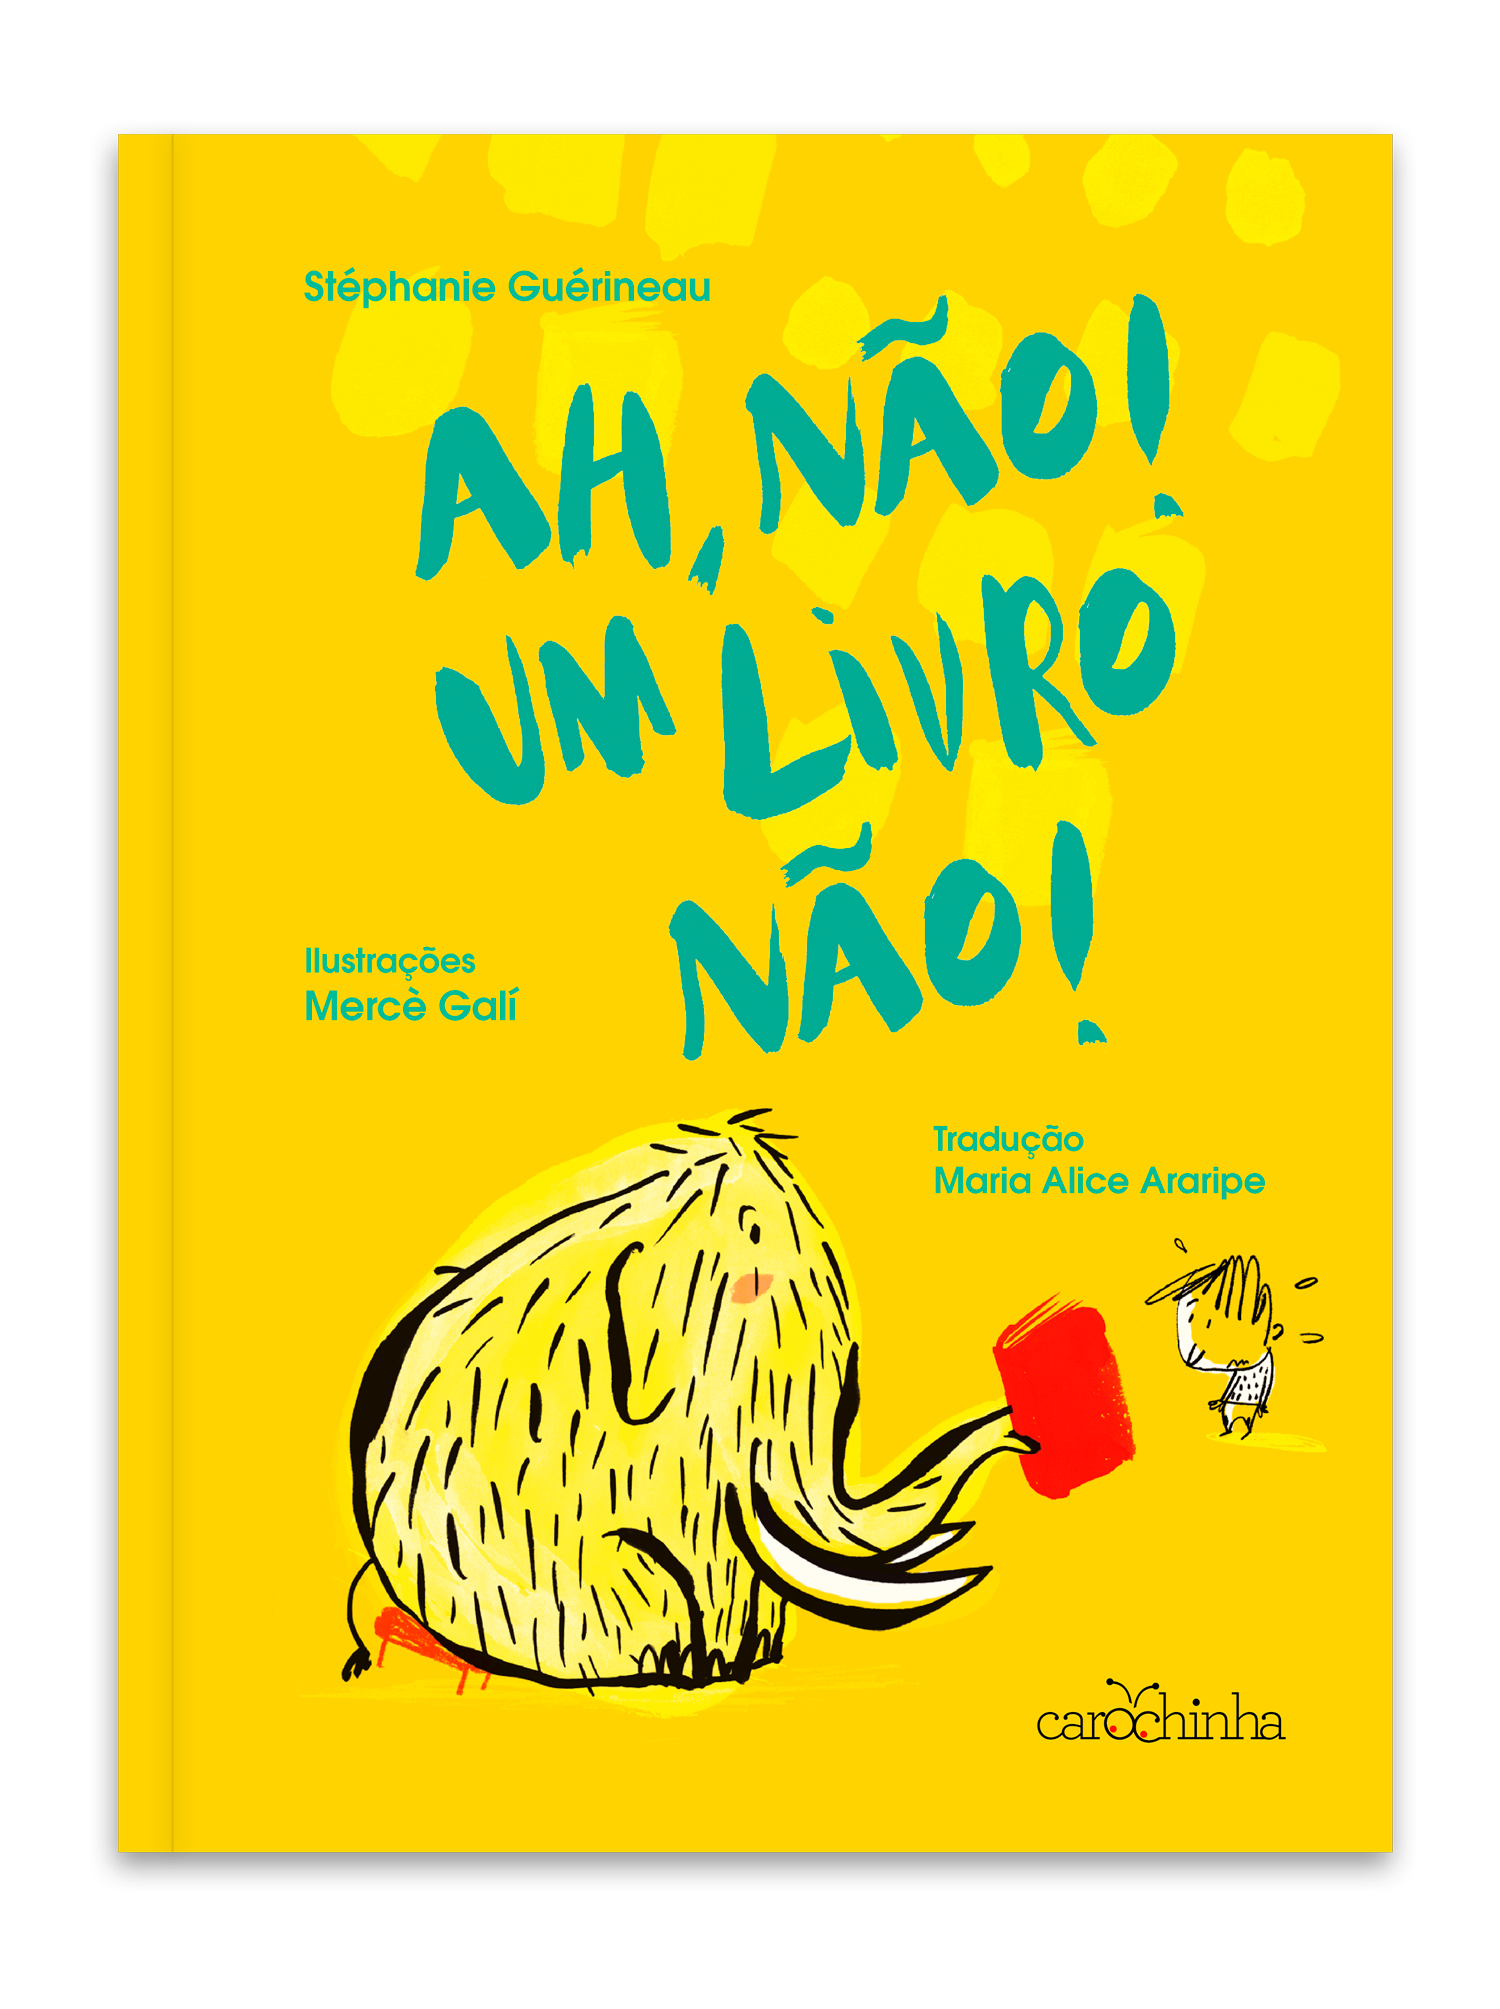 Stéphanie Guérineau
AH, NÃO!
UM LiVRO
NÃO!
Ilustrações
Mercè Galí
Tradução
Maria Alice Araripe
carochinha